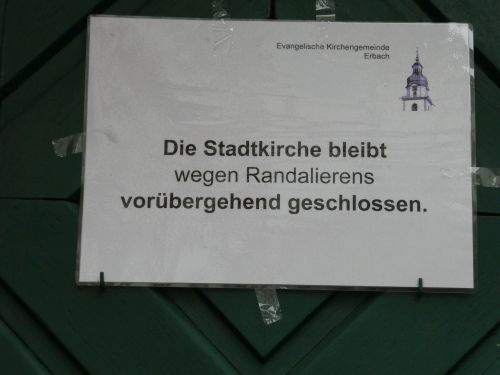 Evangelische Kirchengemeinde
Erbach
Die Stadtkirche bleibt
wegen Randalierens
vorübergehend geschlossen.